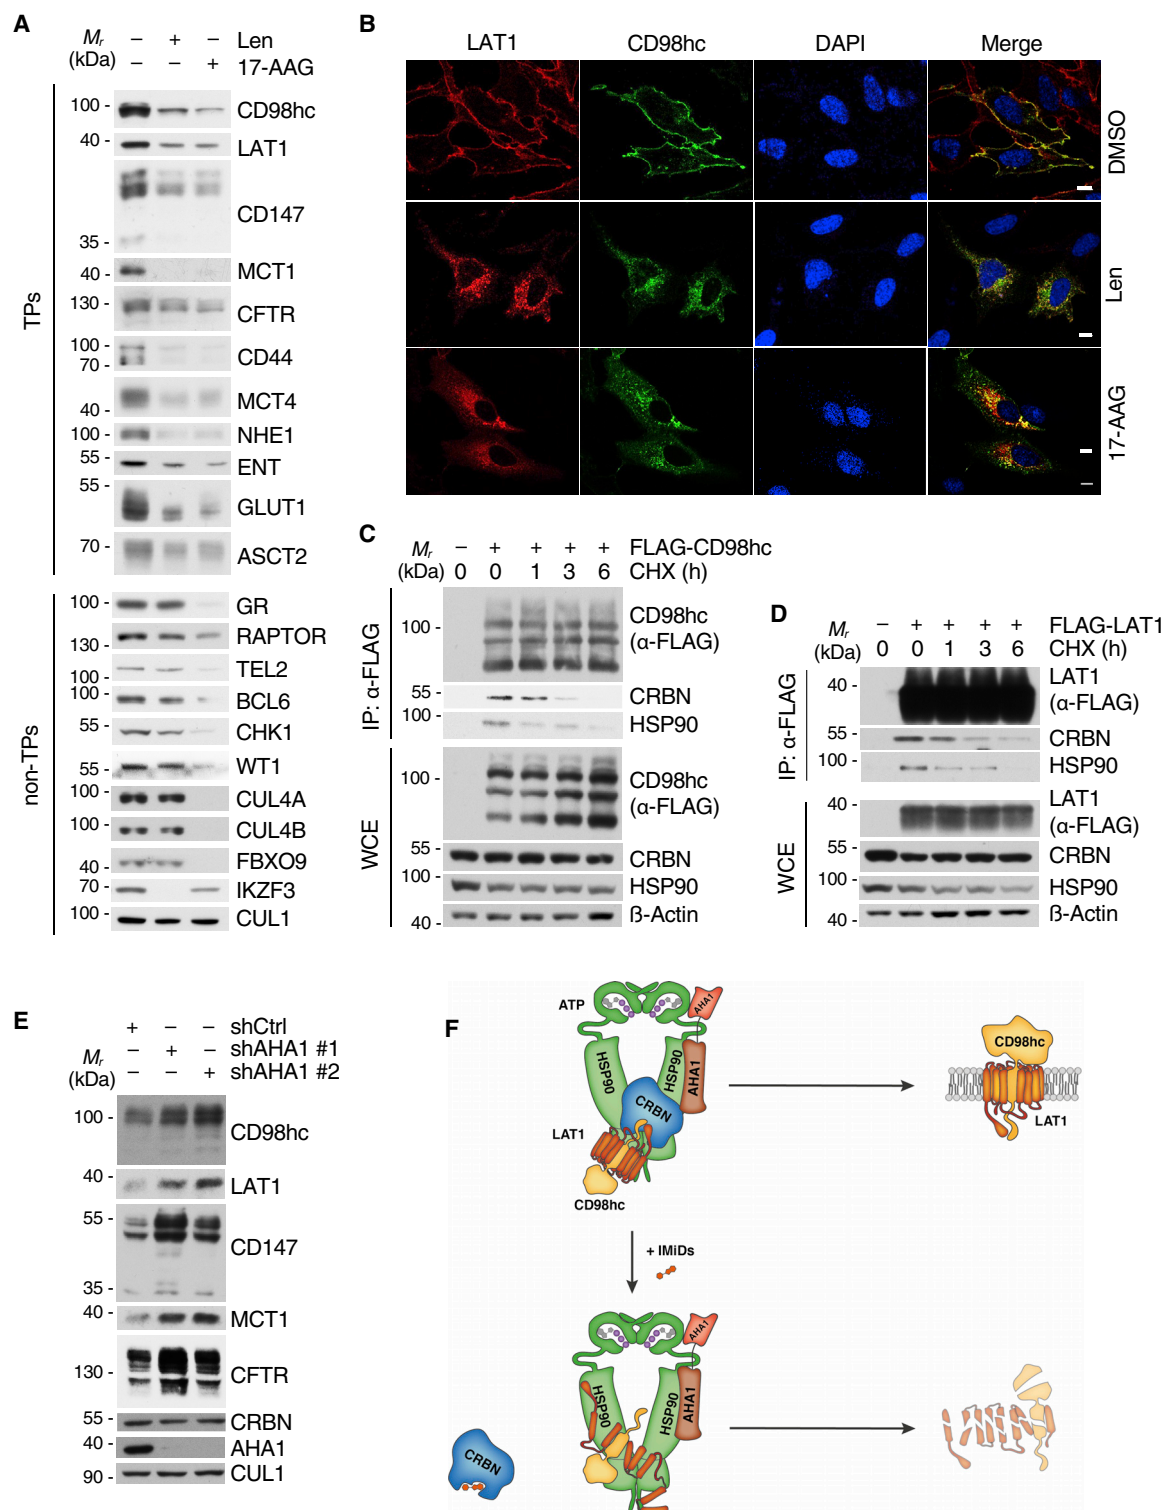 A
Mr
(kDa)
– + – Len
– – + 17-AAG
TPs
100 - CD98hc
40 - LAT1
CD147
35 -
40 - MCT1
130 - CFTR
100 -
70 - CD44
40 - MCT4
100 - NHE1
55 - ENT
55 -
GLUT1
70 - ASCT2
non-TPs
100 - GR
130 - RAPTOR
100 - TEL2
100 - BCL6
55 - CHK1
55 - WT1
100 - CUL4A
100 - CUL4B
40 - FBXO9
70 - IKZF3
100 - CUL1
B
LAT1 CD98hc DAPI Merge
DMSO
Len
17-AAG
C
Mr
(kDa)
– + + + + FLAG-CD98hc
0 0 1 3 6 CHX (h)
IP: α-FLAG
100 - CD98hc
(α-FLAG)
55 - CRBN
100 - HSP90
WCE
100 - CD98hc
(α-FLAG)
55 - CRBN
100 - HSP90
40 - ß-Actin
D
Mr
(kDa)
– + + + + FLAG-LAT1
0 0 1 3 6 CHX (h)
IP: α-FLAG
40 - LAT1
(α-FLAG)
55 - CRBN
100 - HSP90
WCE
40 - LAT1
(α-FLAG)
55 - CRBN
100 - HSP90
40 - ß-Actin
E
Mr
(kDa)
+ – – shCtrl
– + – shAHA1 #1
– – + shAHA1 #2
100 - CD98hc
40 - LAT1
55 -
CD147
35 -
40 - MCT1
130 - CFTR
55 - CRBN
40 - AHA1
90 - CUL1
F
ATP
AHA1
HSP90
HSP90
AHA1
CRBN
LAT1
CD98hc
CD98hc
LAT1
+ IMiDs
AHA1
HSP90
HSP90
AHA1
CRBN